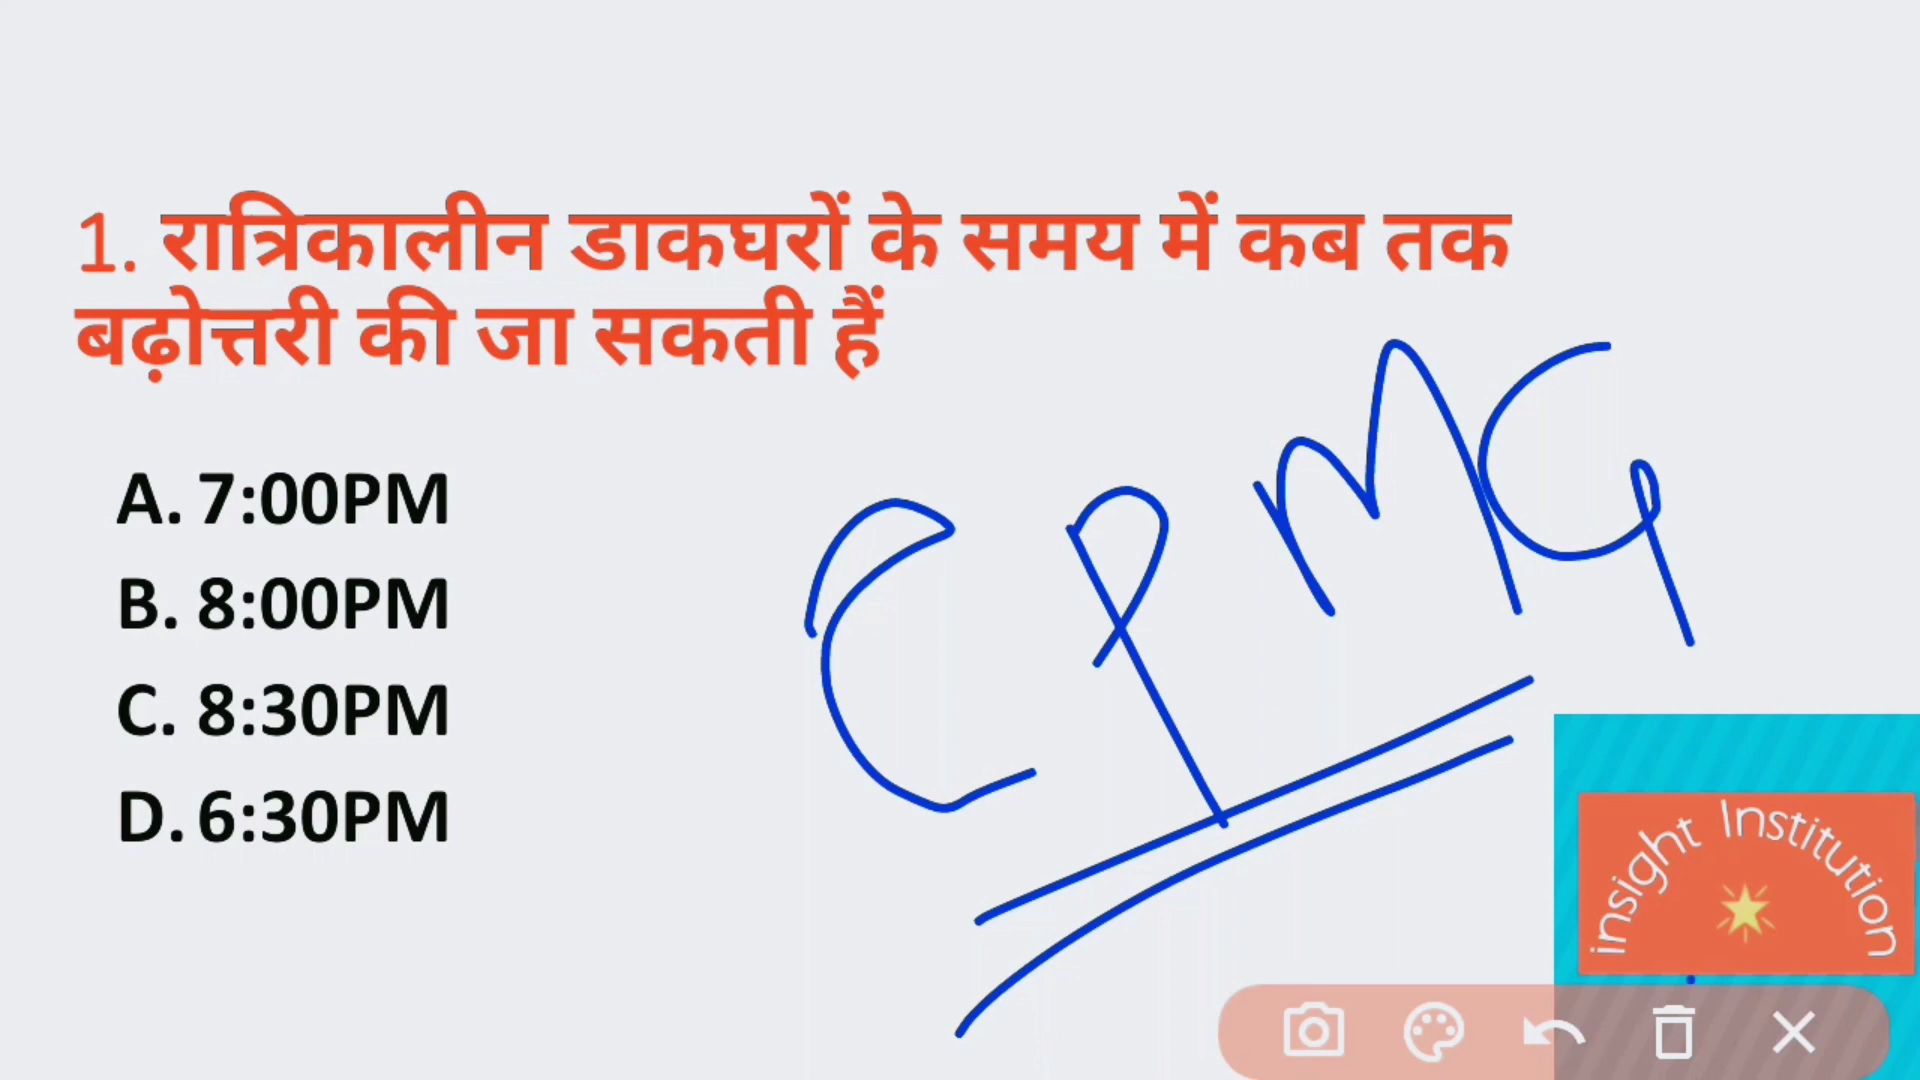 1. रात्रिकालीन डाकघरों के समय में कब तक
बढ़ोत्तरी की जा सकती हैं
A. 7:00PM
B. 8:00PM
C. 8:30PM
D. 6:30PM
CPMG
insight Institution